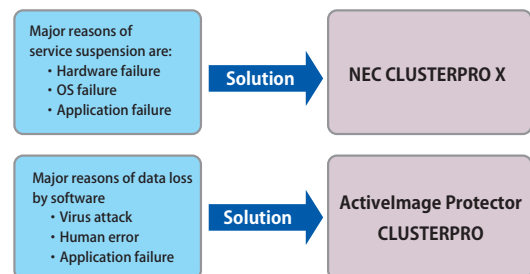 Major reasons of
service suspension are:
・Hardware failure
・OS failure
・Application failure
Solution
NEC CLUSTERPRO X
Major reasons of data loss
by software
・Virus attack
・Human error
・Application failure
Solution
ActiveImage Protector
CLUSTERPRO